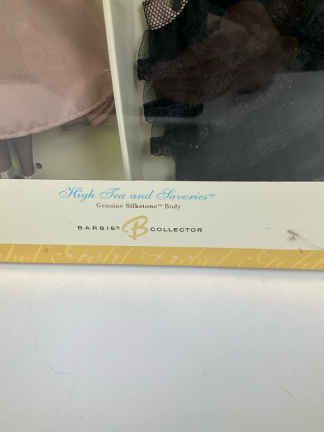 High Tea and Savories™
Genuine Silkstone™ Body
BARBIE® B COLLECTOR